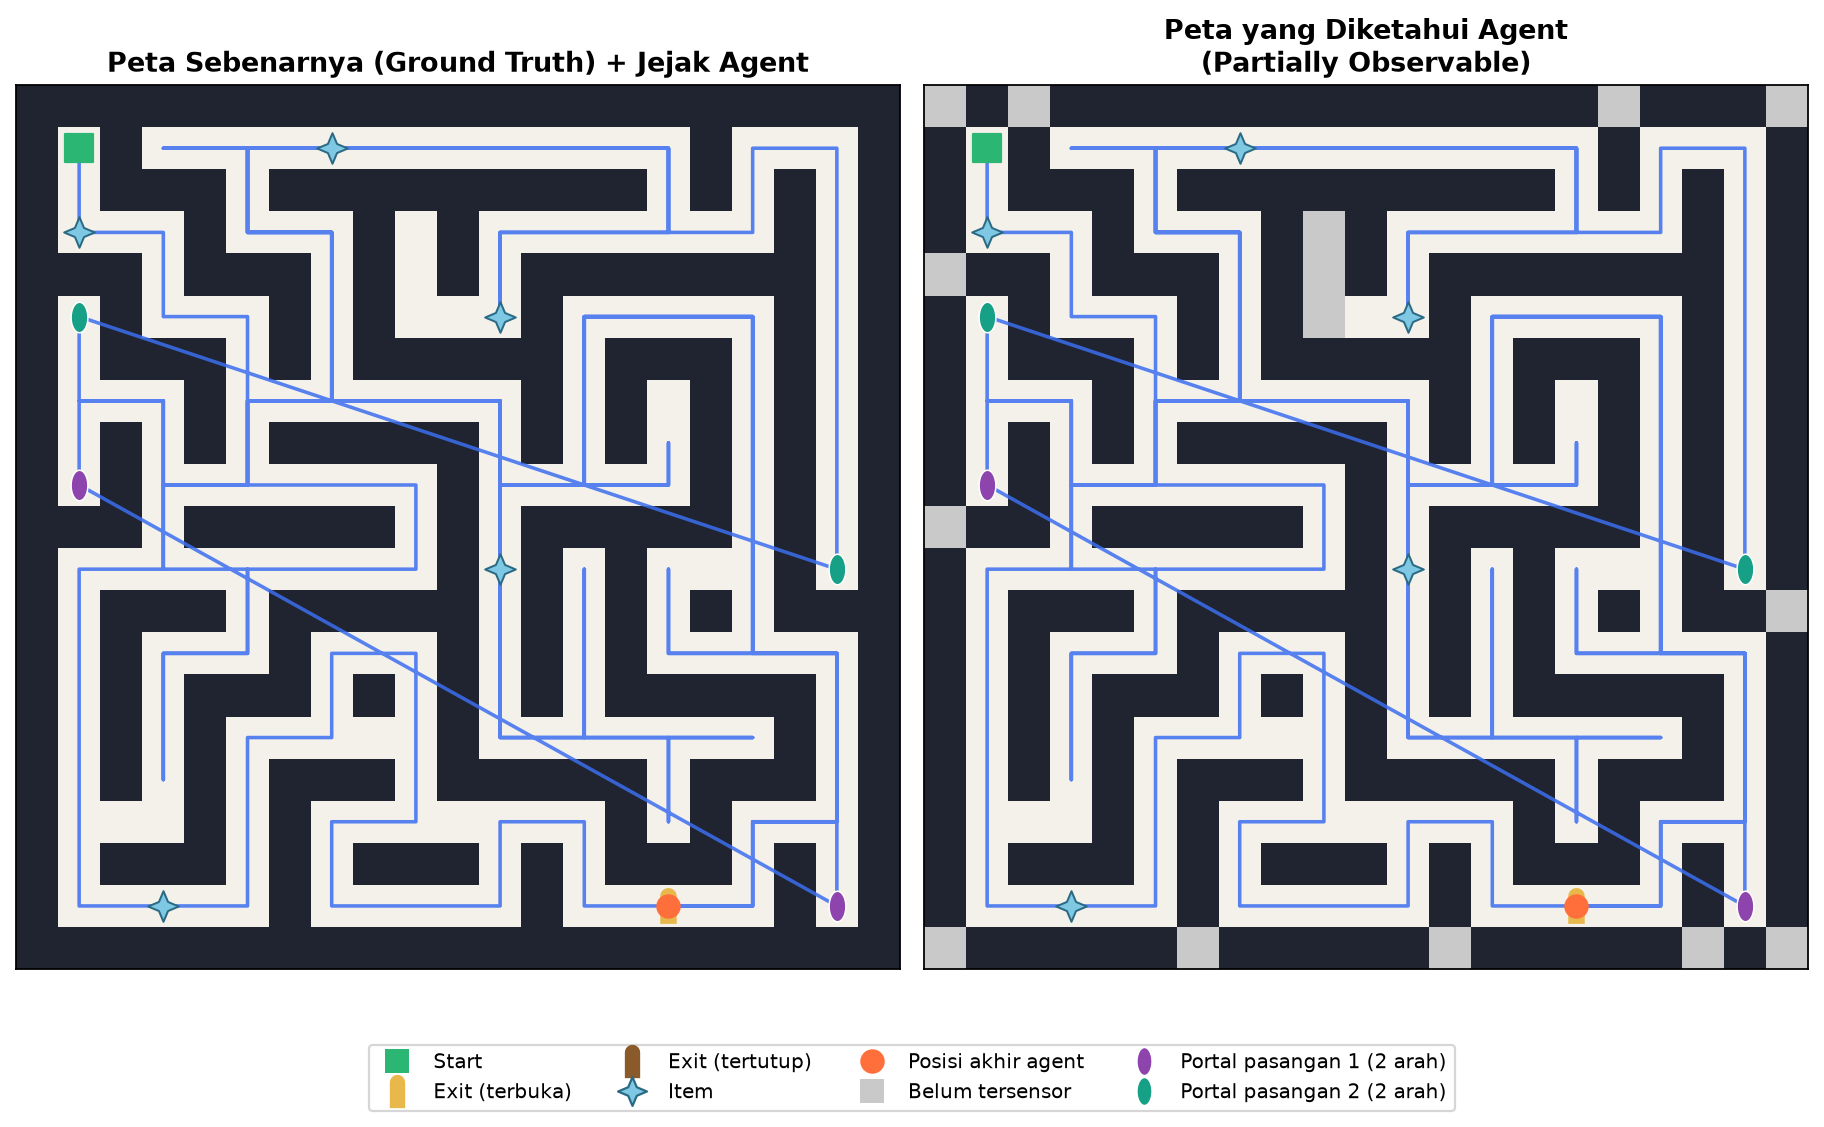 Peta Sebenarnya (Ground Truth) + Jejak Agent
Peta yang Diketahui Agent
(Partially Observable)
Start
Exit (terbuka)
Exit (tertutup)
Item
Posisi akhir agent
Belum tersensor
Portal pasangan 1 (2 arah)
Portal pasangan 2 (2 arah)